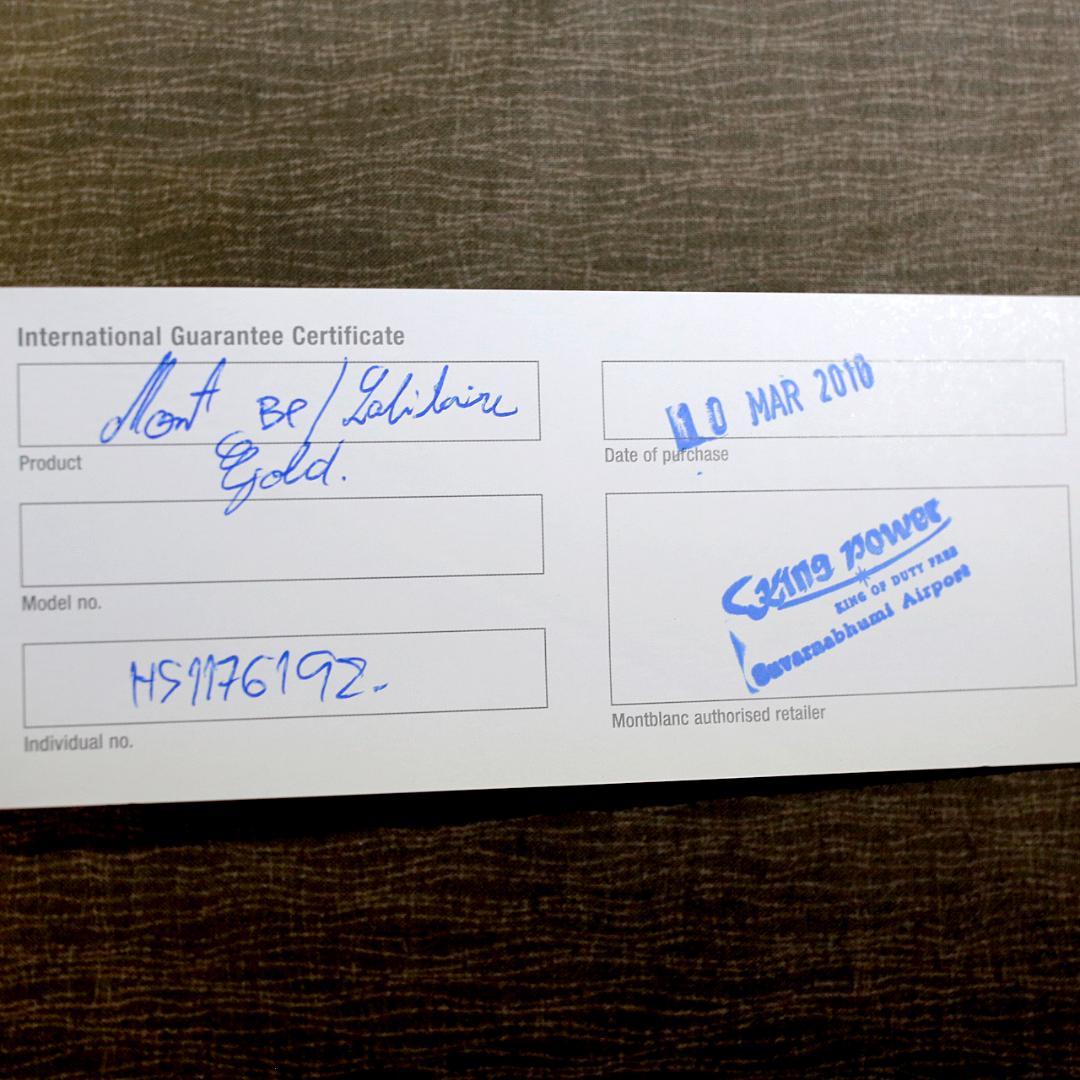 International Guarantee Certificate
Mont BP/Solitaire
Gold.
Product
Model no.
HS1176192.
Individual no.
10 MAR 2010
Date of purchase
King Power
KING OF DUTY FREE
Suvarnabhumi Airport
Montblanc authorised retailer